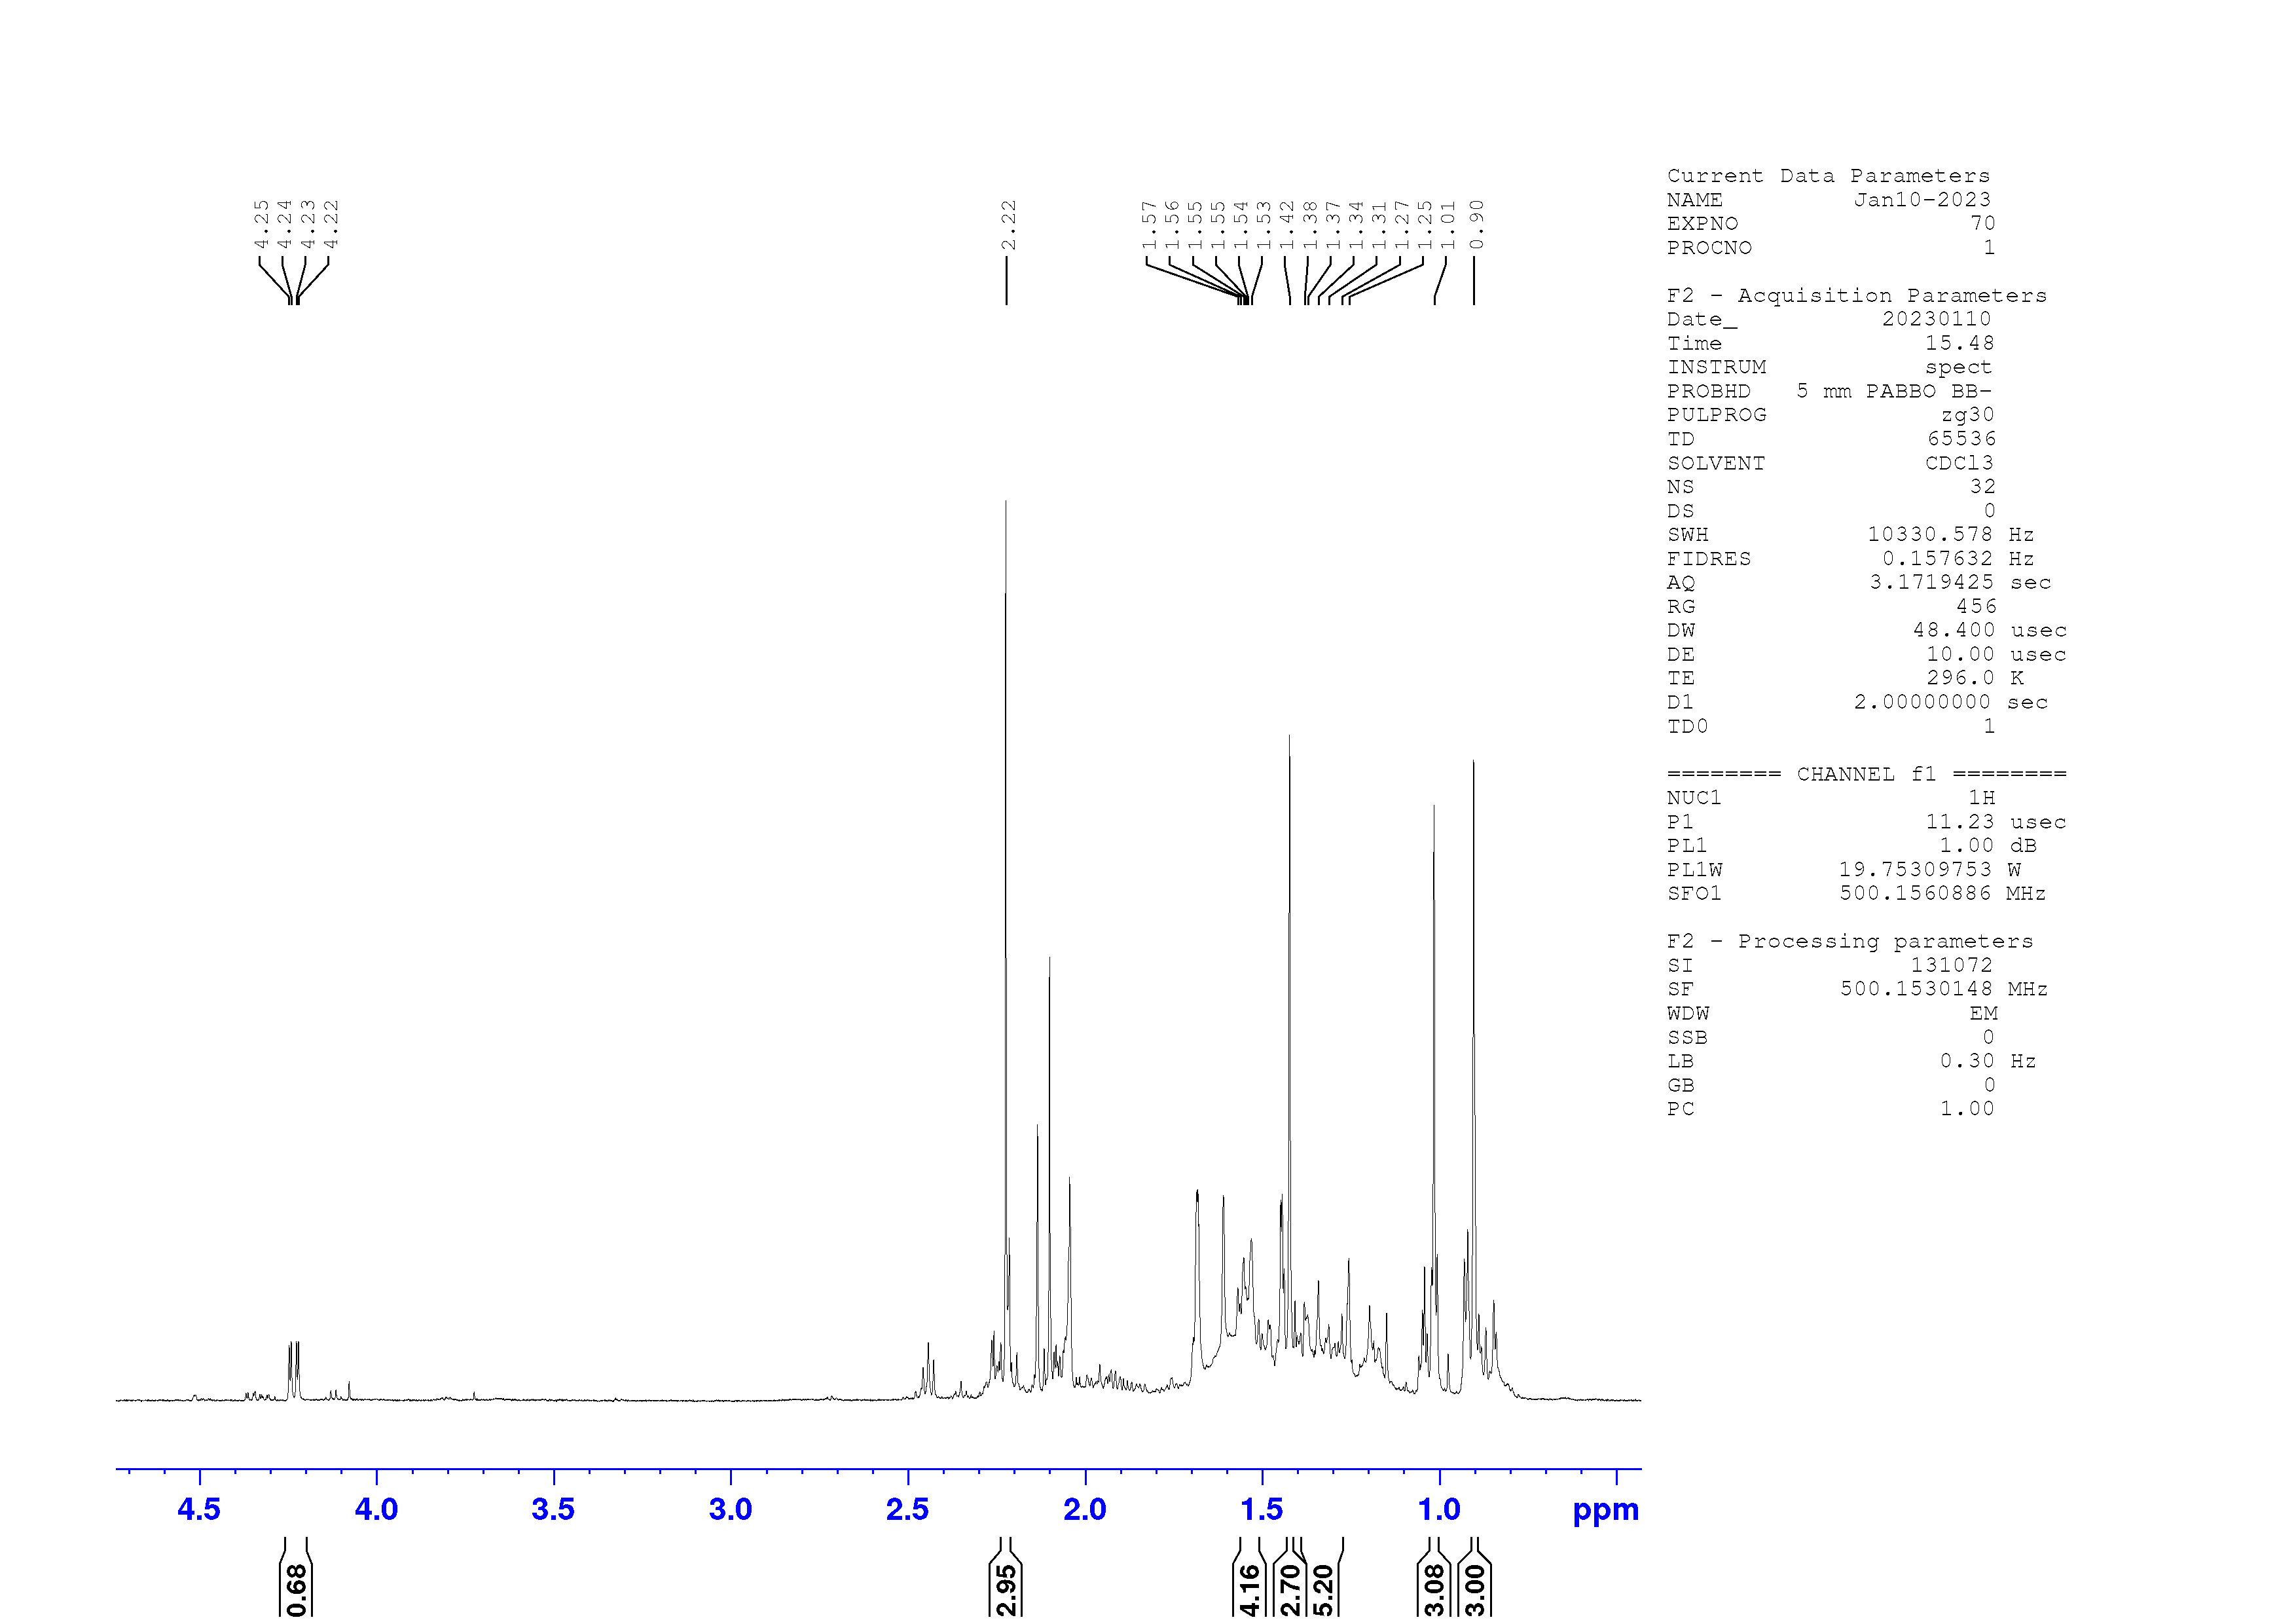 4.25
4.24
4.23
4.22
2.22
1.57
1.56
1.55
1.55
1.54
1.53
1.42
1.38
1.37
1.34
1.31
1.27
1.25
1.01
0.90
Current Data Parameters
NAME Jan10-2023
EXPNO 70
PROCNO 1
F2 - Acquisition Parameters
Date_ 20230110
Time 15.48
INSTRUM spect
PROBHD 5 mm PABBO BB-
PULPROG zg30
TD 65536
SOLVENT CDCl3
NS 32
DS 0
SWH 10330.578 Hz
FIDRES 0.157632 Hz
AQ 3.1719425 sec
RG 456
DW 48.400 usec
DE 10.00 usec
TE 296.0 K
D1 2.00000000 sec
TD0 1
======== CHANNEL f1 ========
NUC1 1H
P1 11.23 usec
PL1 1.00 dB
PL1W 19.75309753 W
SFO1 500.1560886 MHz
F2 - Processing parameters
SI 131072
SF 500.1530148 MHz
WDW EM
SSB 0
LB 0.30 Hz
GB 0
PC 1.00
4.5 4.0 3.5 3.0 2.5 2.0 1.5 1.0 ppm
0.68
2.95
4.16
2.70
5.20
3.08
3.00